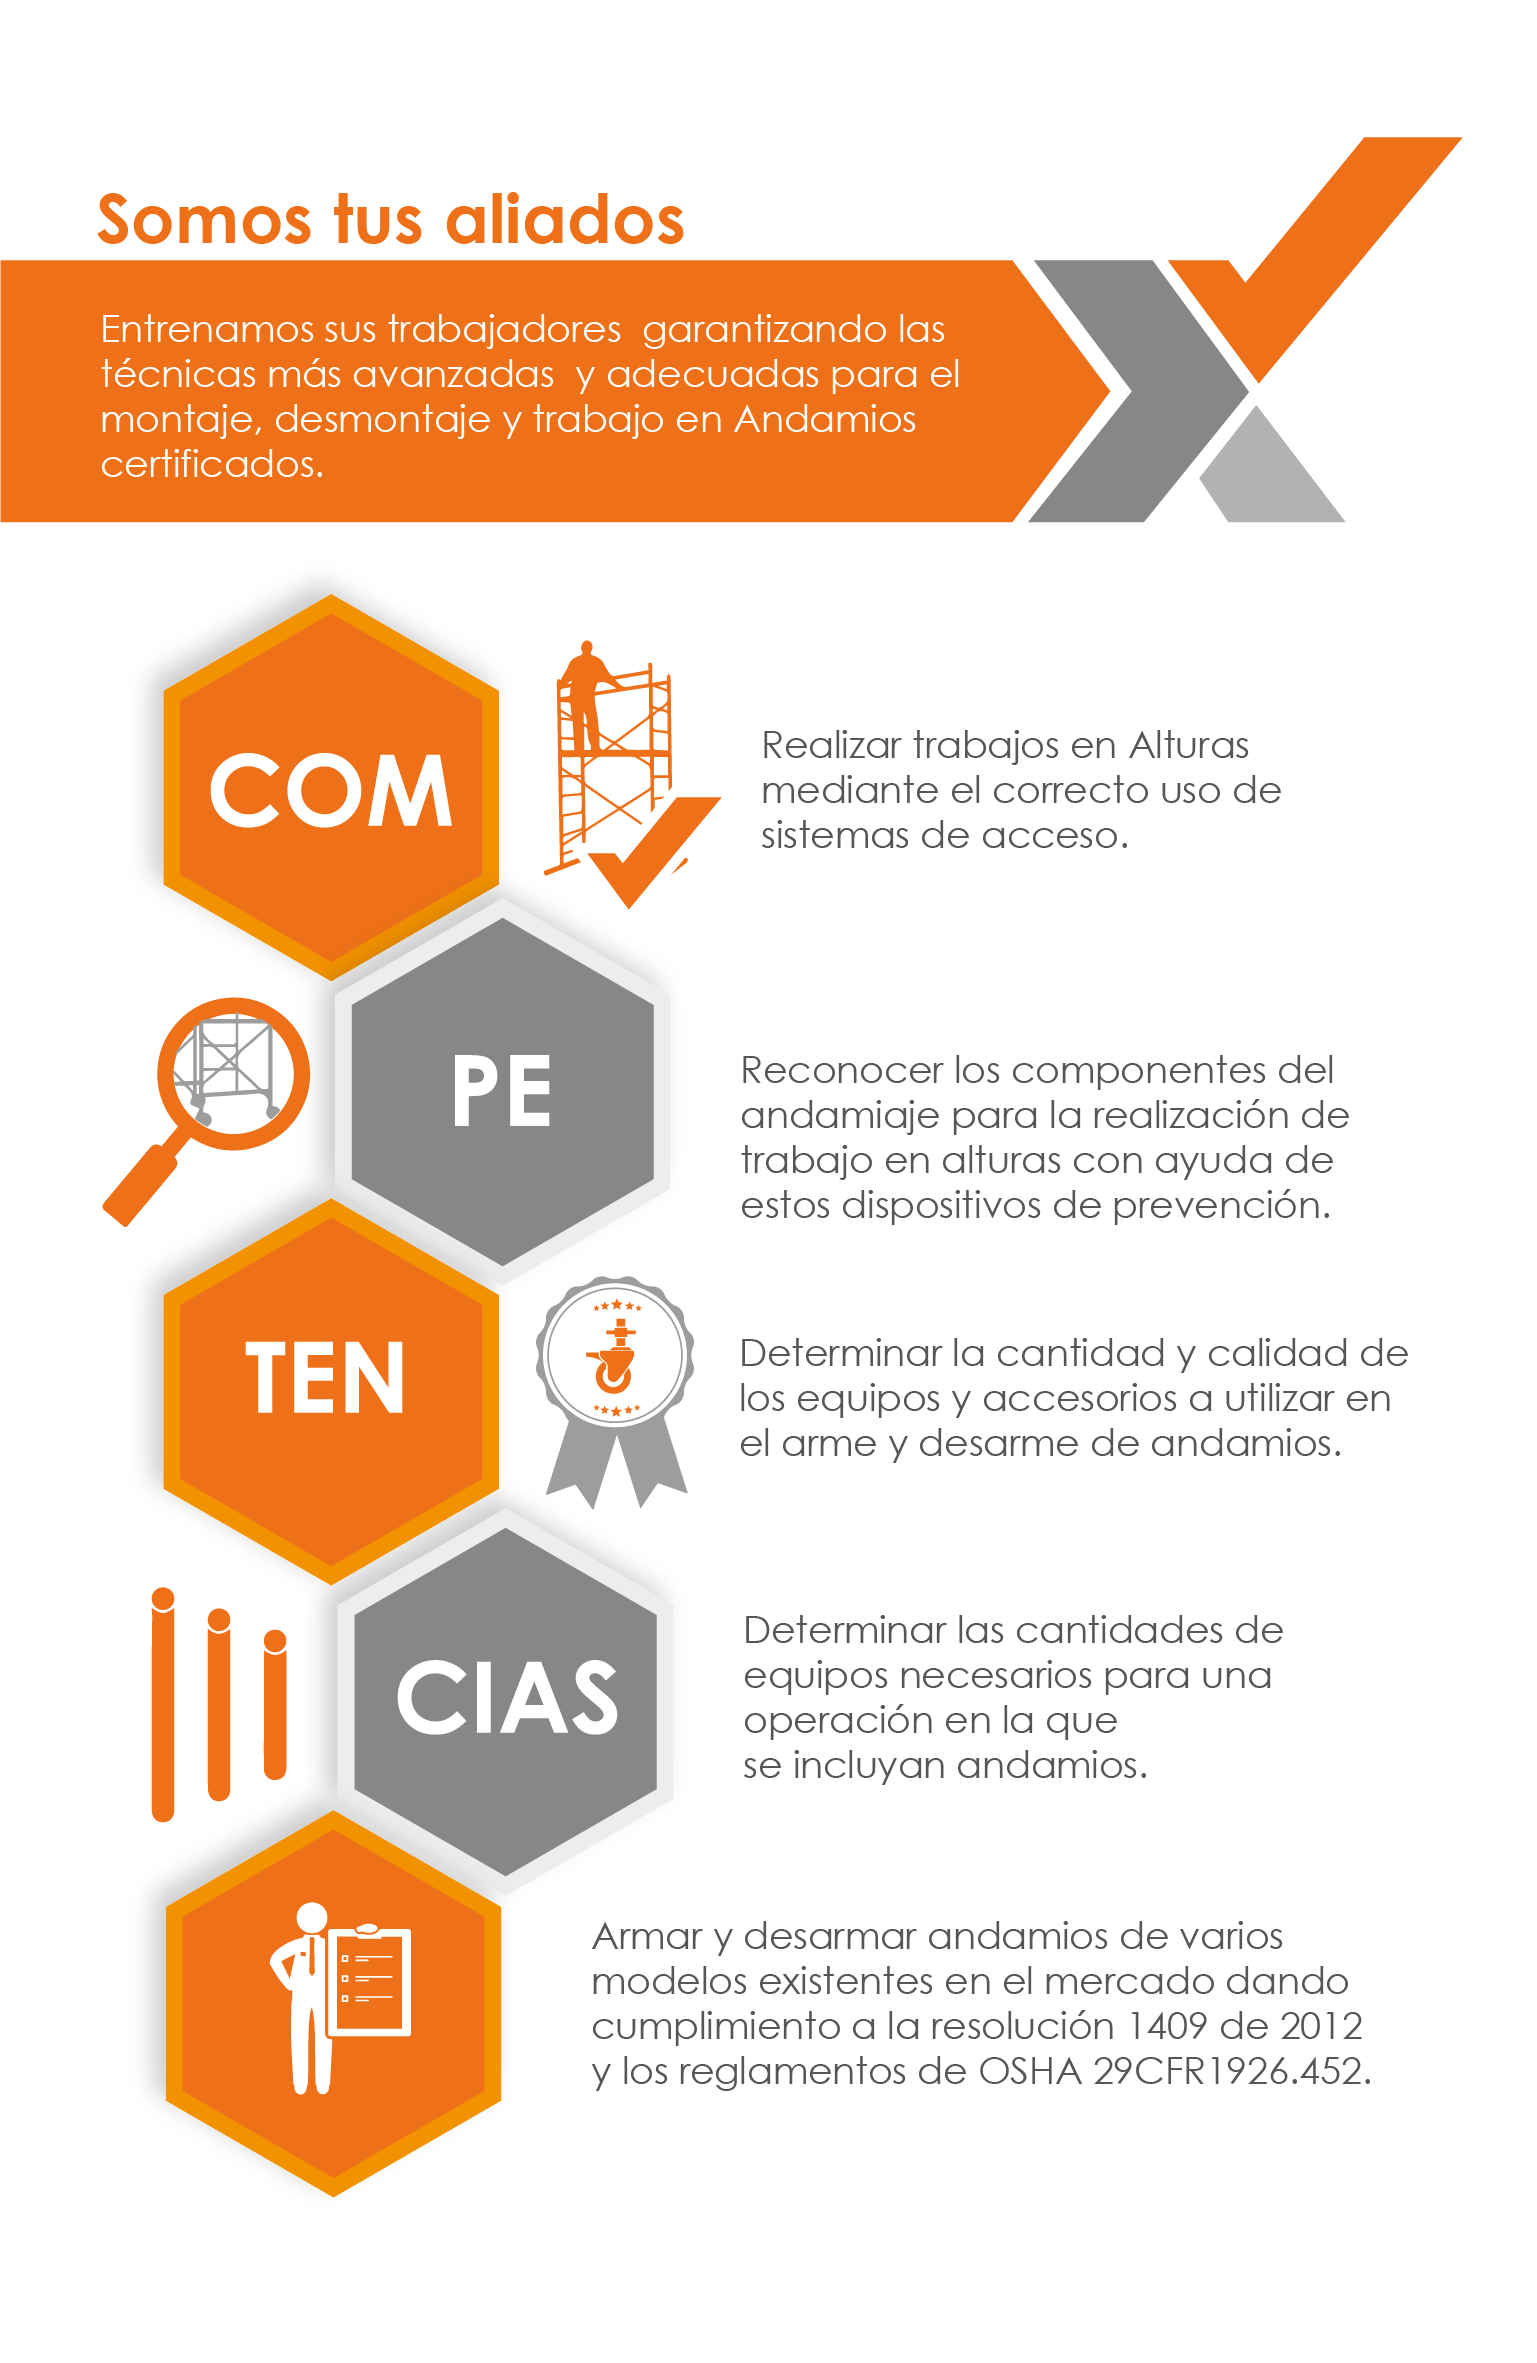 Somos tus aliados
Entrenamos sus trabajadores garantizando las
técnicas más avanzadas y adecuadas para el
montaje, desmontaje y trabajo en Andamios
certificados.
COM
Realizar trabajos en Alturas
mediante el correcto uso de
sistemas de acceso.
PE
Reconocer los componentes del
andamiaje para la realización de
trabajo en alturas con ayuda de
estos dispositivos de prevención.
TEN
Determinar la cantidad y calidad de
los equipos y accesorios a utilizar en
el arme y desarme de andamios.
CIAS
Determinar las cantidades de
equipos necesarios para una
operación en la que
se incluyan andamios.
Armar y desarmar andamios de varios
modelos existentes en el mercado dando
cumplimiento a la resolución 1409 de 2012
y los reglamentos de OSHA 29CFR1926.452.